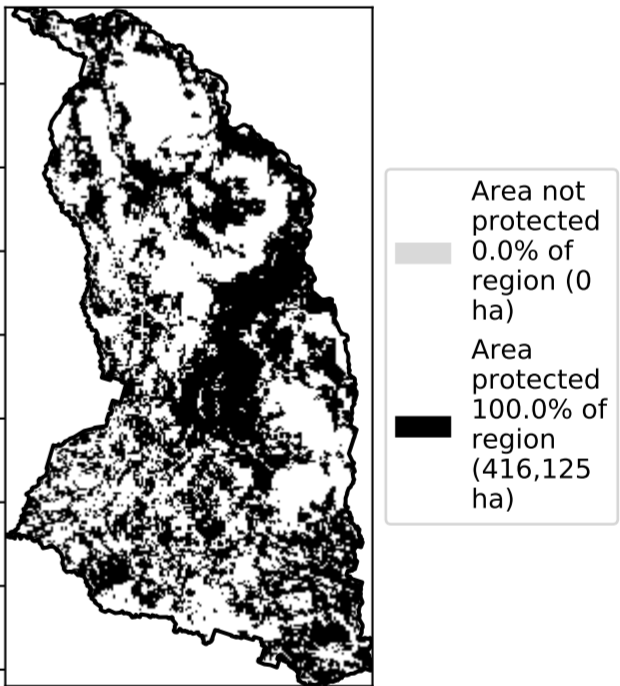 Area not
protected
0.0% of
region (0
ha)
Area
protected
100.0% of
region
(416,125
ha)